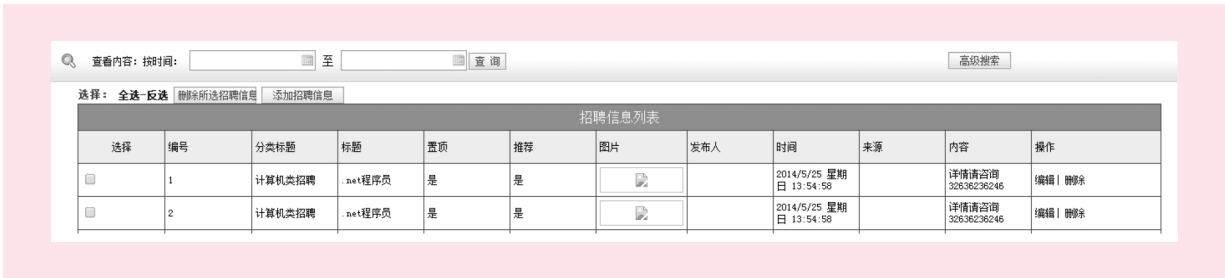 查看内容：按时间： 至 查 询 高级搜索
选择： 全选-反选 删除所选招聘信息 添加招聘信息
招聘信息列表
选择 编号 分类标题 标题 置顶 推荐 图片 发布人 时间 来源 内容 操作
1 计算机类招聘 .net程序员 是 是 2014/5/25 星期日 13:54:58 详情请咨询 32636236246 编辑| 删除
2 计算机类招聘 .net程序员 是 是 2014/5/25 星期日 13:54:58 详情请咨询 32636236246 编辑| 删除